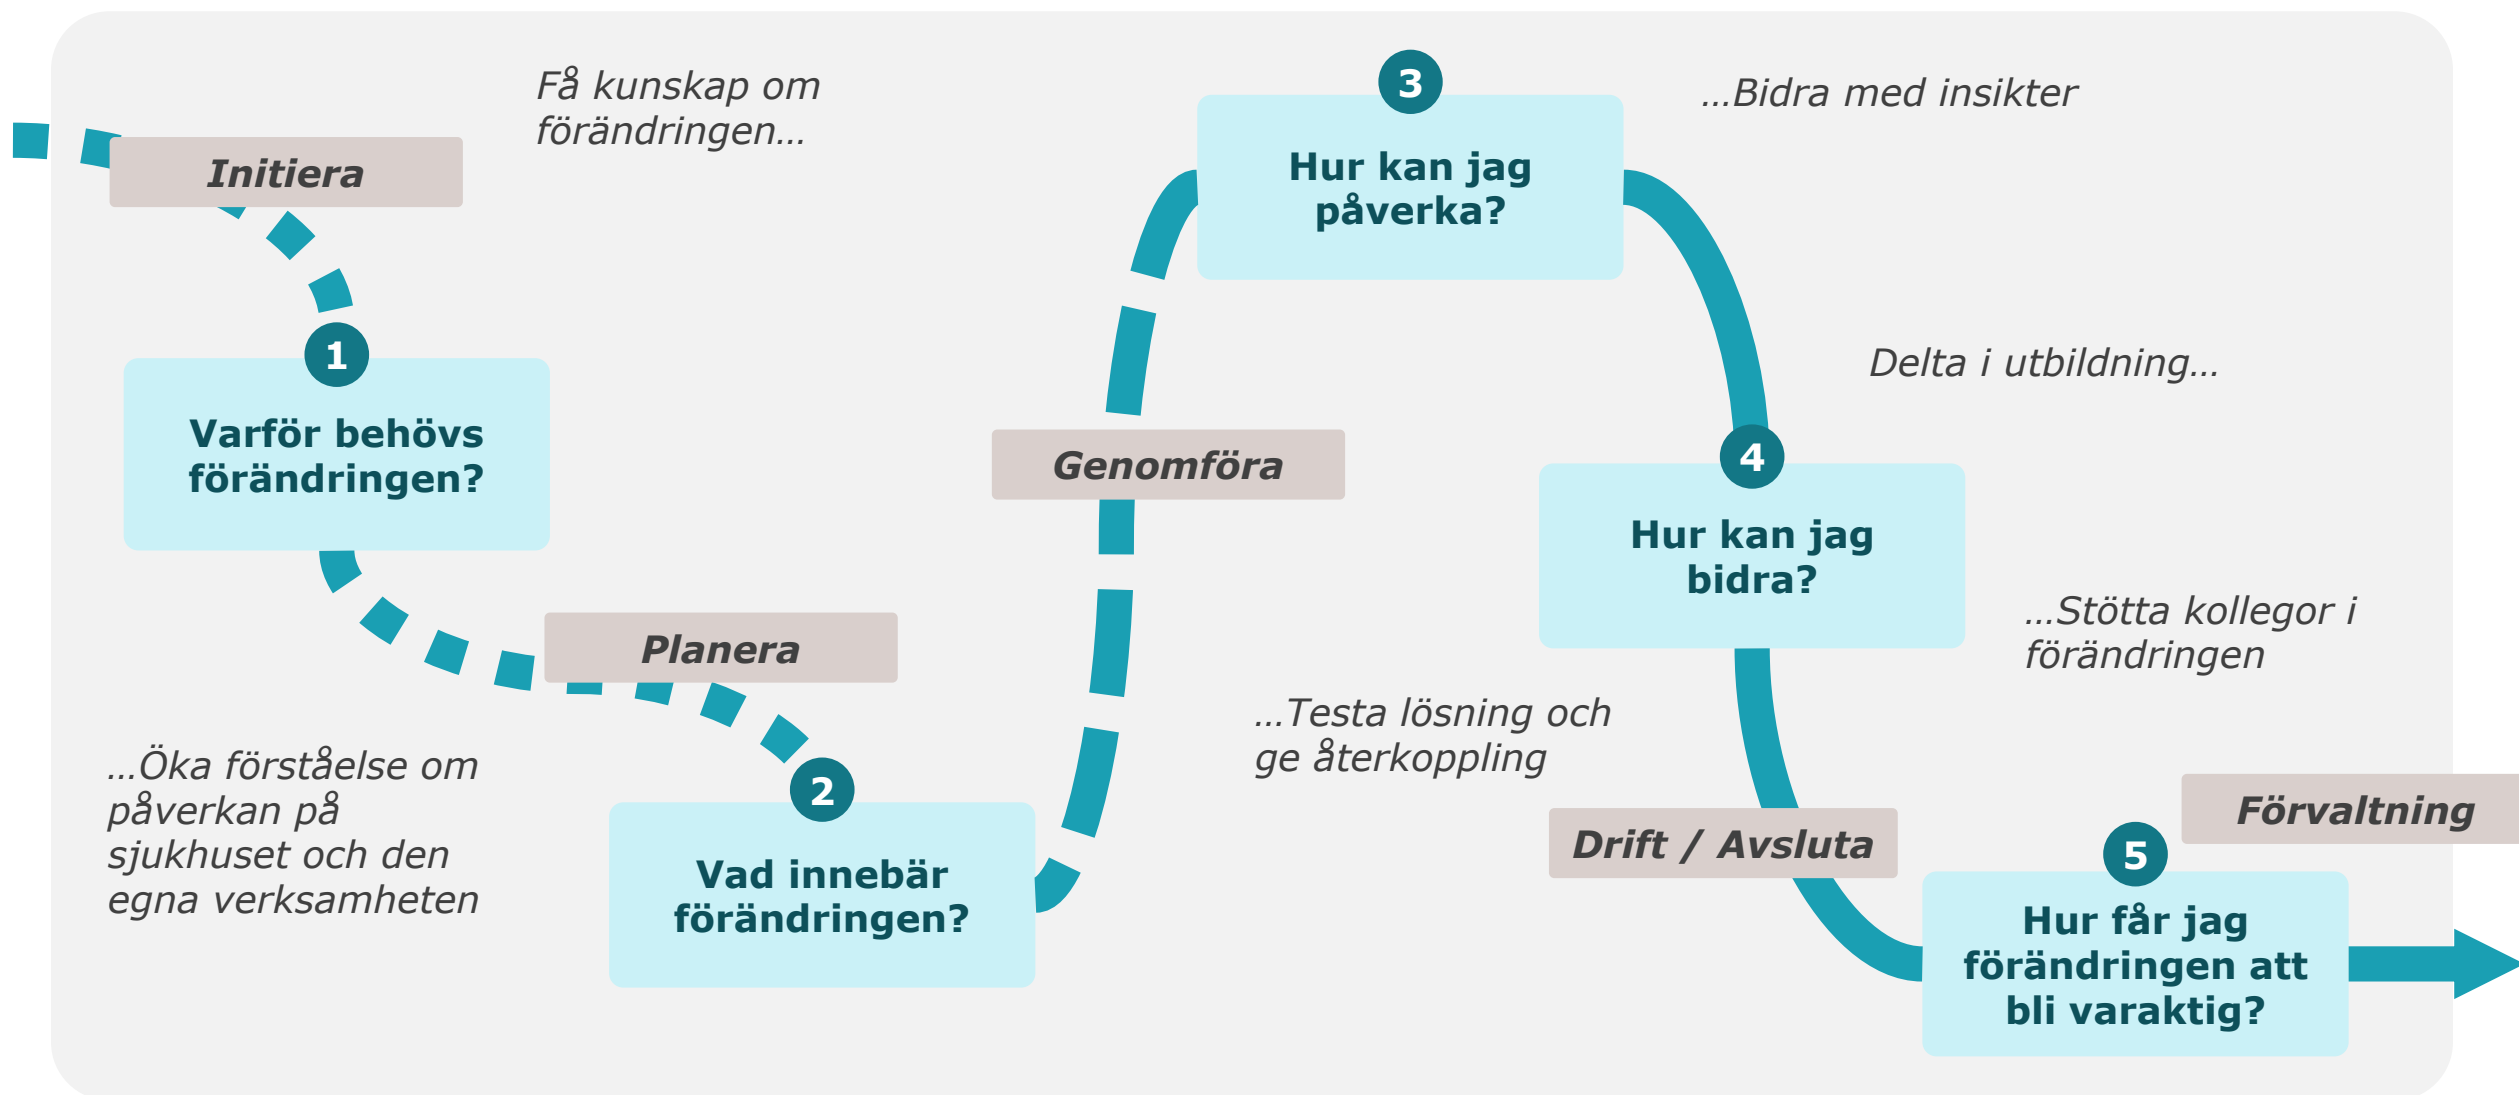 Initiera
Få kunskap om
förändringen...
1
Varför behövs
förändringen?
...Öka förståelse om
påverkan på
sjukhuset och den
egna verksamheten
Planera
2
Vad innebär
förändringen?
Genomföra
3
Hur kan jag
påverka?
...Bidra med insikter
...Testa lösning och
ge återkoppling
Delta i utbildning...
4
Hur kan jag
bidra?
...Stötta kollegor i
förändringen
Drift / Avsluta
Förvaltning
5
Hur får jag
förändringen att
bli varaktig?